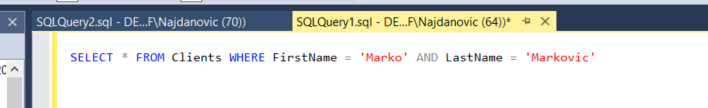 SQLQuery2.sql - DE...F\Najdanovic (70))
SQLQuery1.sql - DE...F\Najdanovic (64))*
SELECT * FROM Clients WHERE FirstName = 'Marko' AND LastName = 'Markovic'